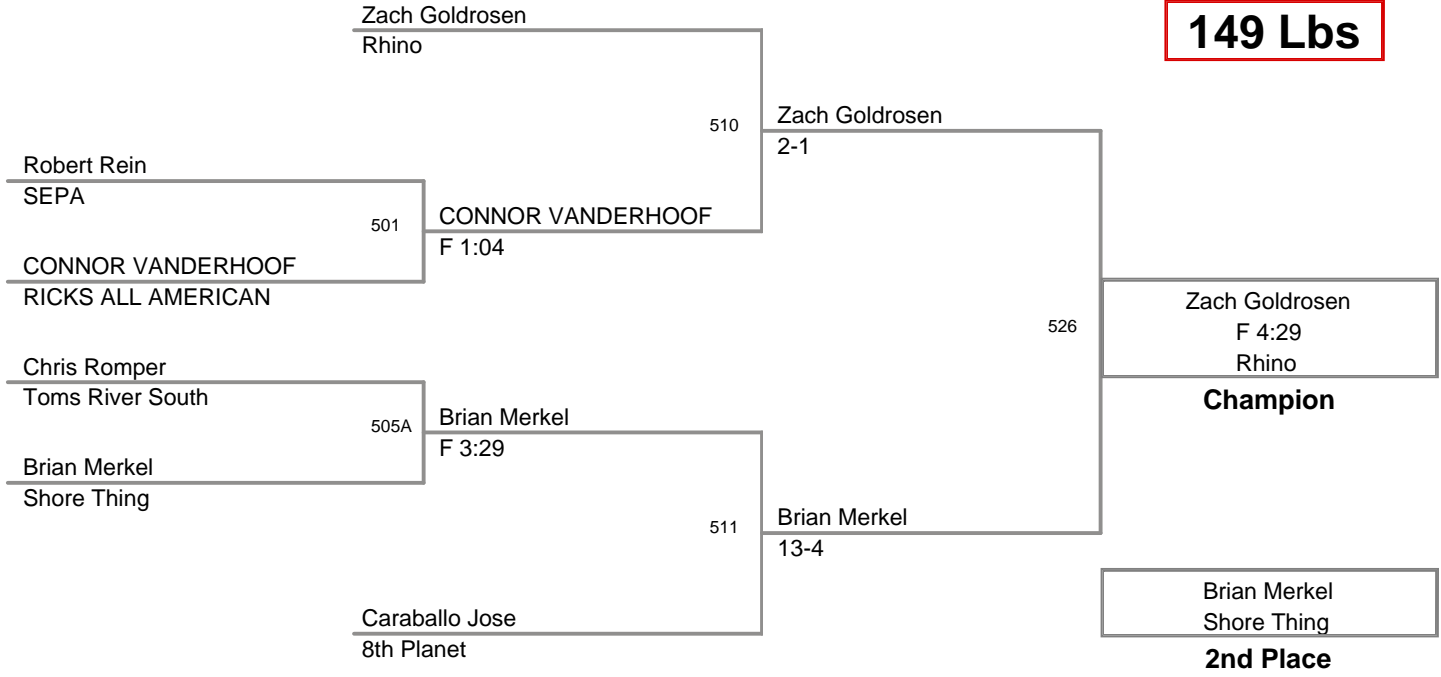 Zach Goldrosen
Rhino
149 Lbs
510
Zach Goldrosen
2-1
Robert Rein
SEPA
501
CONNOR VANDERHOOF
F 1:04
CONNOR VANDERHOOF
RICKS ALL AMERICAN
526
Zach Goldrosen
F 4:29
Rhino
Champion
Chris Romper
Toms River South
505A
Brian Merkel
F 3:29
Brian Merkel
Shore Thing
511
Brian Merkel
13-4
Caraballo Jose
8th Planet
Brian Merkel
Shore Thing
2nd Place